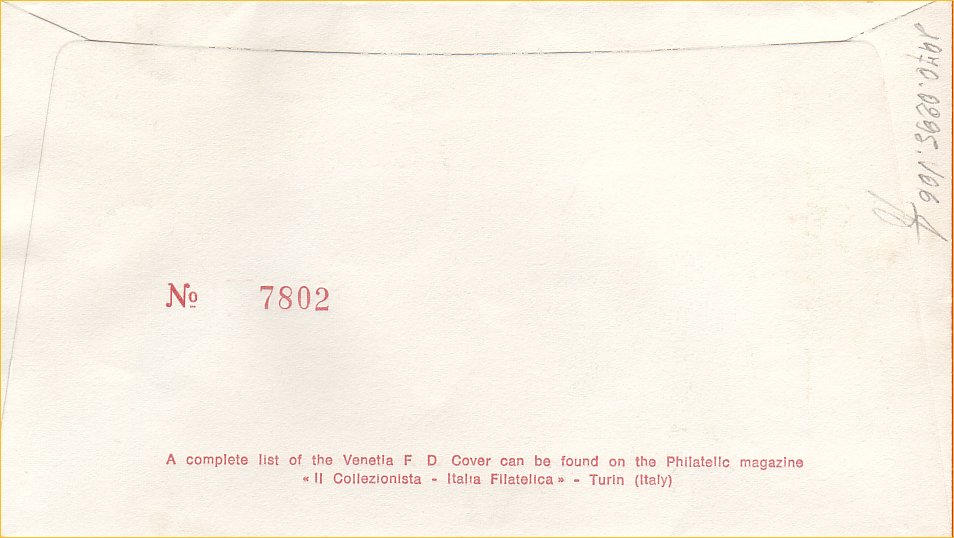 No 7802
A complete list of the Venetia F D Cover can be found on the Philatelic magazine
« Il Collezionista - Italia Filatelica » - Turin (Italy)